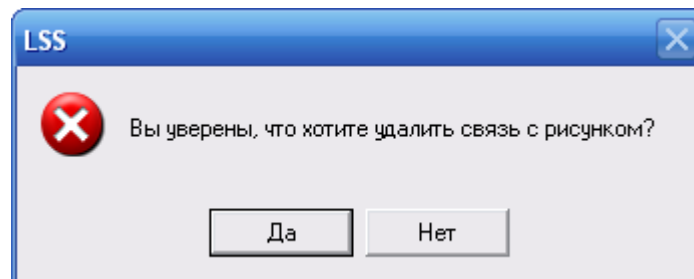 LSS
Вы уверены, что хотите удалить связь с рисунком?
Да
Нет